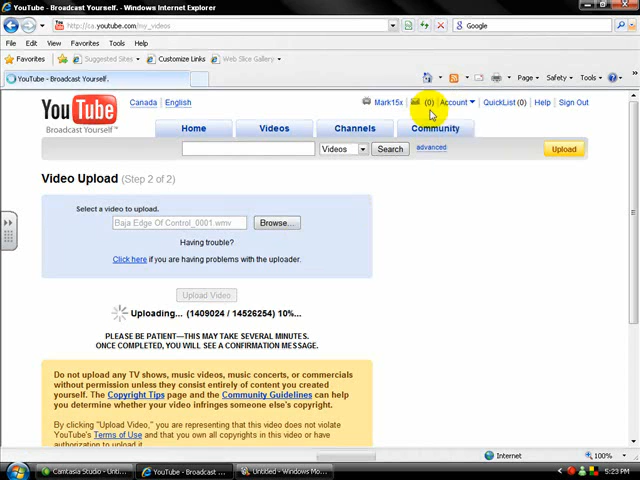 YouTube - Broadcast Yourself. - Windows Internet Explorer
http://ca.youtube.com/my_videos
Google
File Edit View Favorites Tools Help
Favorites Suggested Sites Customize Links Web Slice Gallery
YouTube - Broadcast Yourself.
Page Safety Tools
YouTube
Broadcast Yourself™
Canada English
Mark15x (0) Account QuickList (0) Help Sign Out
Home Videos Channels Community
Videos Search advanced Upload
Video Upload (Step 2 of 2)
Select a video to upload.
Baja Edge Of Control_0001.wmv Browse...
Having trouble?
Click here if you are having problems with the uploader.
Upload Video
Uploading... (1409024 / 14526254) 10%...
PLEASE BE PATIENT—THIS MAY TAKE SEVERAL MINUTES.
ONCE COMPLETED, YOU WILL SEE A CONFIRMATION MESSAGE.
Do not upload any TV shows, music videos, music concerts, or commercials
without permission unless they consist entirely of content you created
yourself. The Copyright Tips page and the Community Guidelines can help
you determine whether your video infringes someone else's copyright.
By clicking "Upload Video," you are representing that this video does not violate
YouTube's Terms of Use and that you own all copyrights in this video or have
authorization to upload it.
Internet 100%
Camtasia Studio - Unti... YouTube - Broadcast ... Untitled - Windows Mo... 5:23 PM